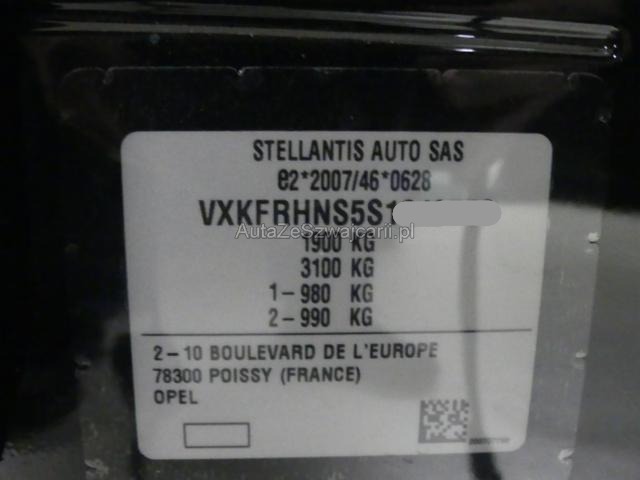 STELLANTIS AUTO SAS
e2*2007/46*0628
VXKFRHNS5S1
AutaZeSzwajcarii.pl
1900 KG
3100 KG
1-980 KG
2-990 KG
2-10 BOULEVARD DE L'EUROPE
78300 POISSY (FRANCE)
OPEL